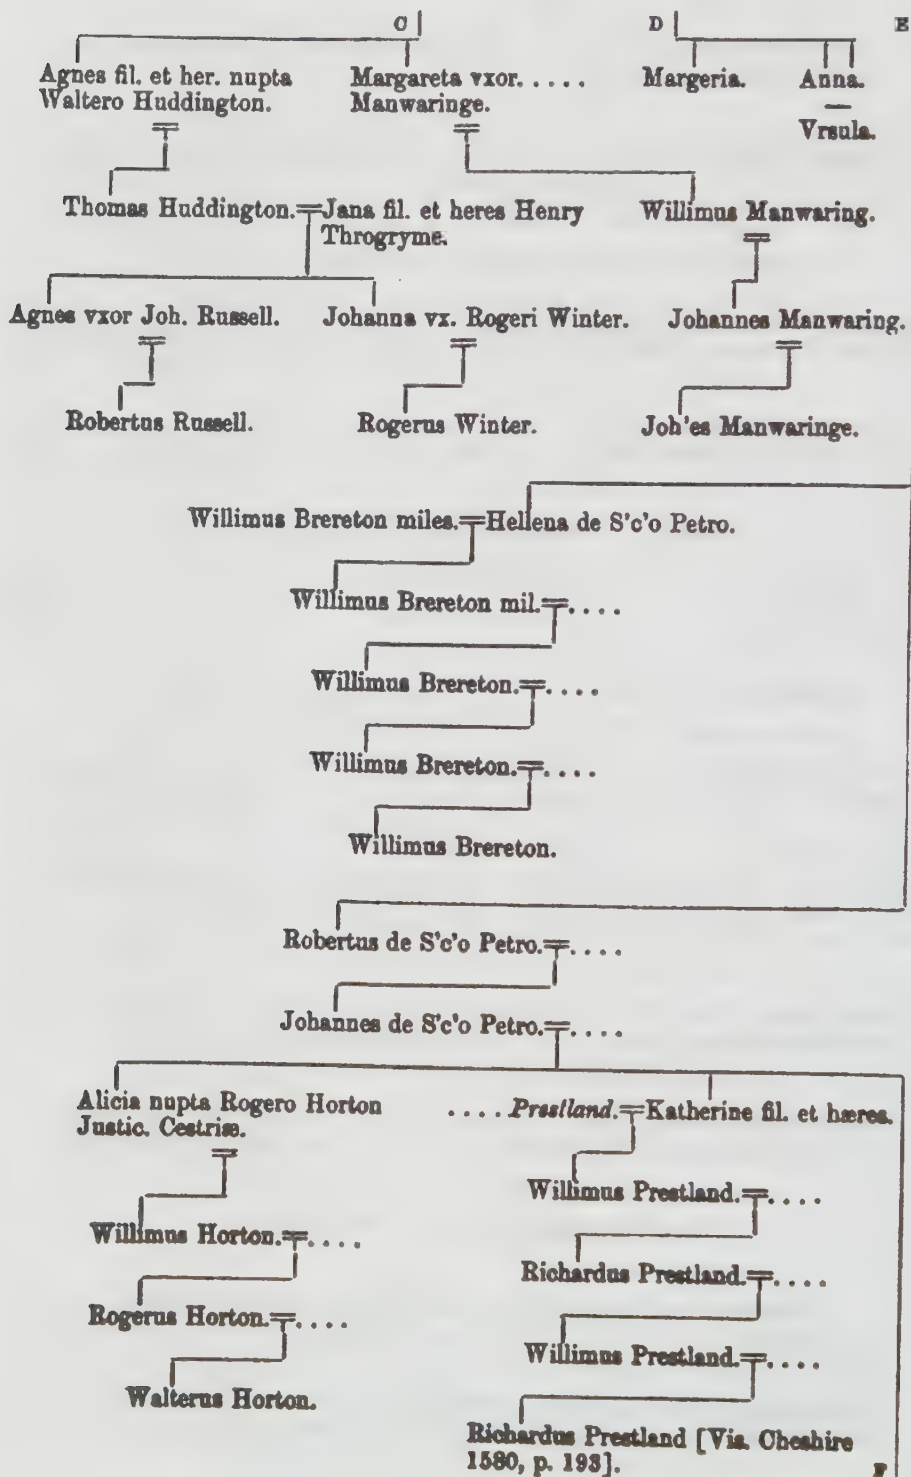 C D E
Agnes fil. et her. nupta Margareta vxor. . . . . Margeria. Anna.
Waltero Huddington. Manwaringe. —
Vrsula.
Thomas Huddington.=Jana fil. et heres Henry Willimus Manwaring.
Throgryme.
Agnes vxor Joh. Russell. Johanna vx. Rogeri Winter. Johannes Manwaring.
Robertus Russell. Rogerus Winter. Joh'es Manwaringe.
Willimus Brereton miles.=Hellena de S'c'o Petro.
Willimus Brereton mil.=. . . .
Willimus Brereton.=. . . .
Willimus Brereton.=. . . .
Willimus Brereton.
Robertus de S'c'o Petro.=. . . .
Johannes de S'c'o Petro.=. . . .
Alicia nupta Rogero Horton . . . . Prestland.=Katherine fil. et hæres.
Justic. Cestriæ.
Willimus Prestland.=. . . .
Willimus Horton.=. . . .
Richardus Prestland.=. . . .
Rogerus Horton.=. . . .
Willimus Prestland.=. . . .
Walterus Horton.
Richardus Prestland [Vis. Cheshire
1580, p. 193].
F